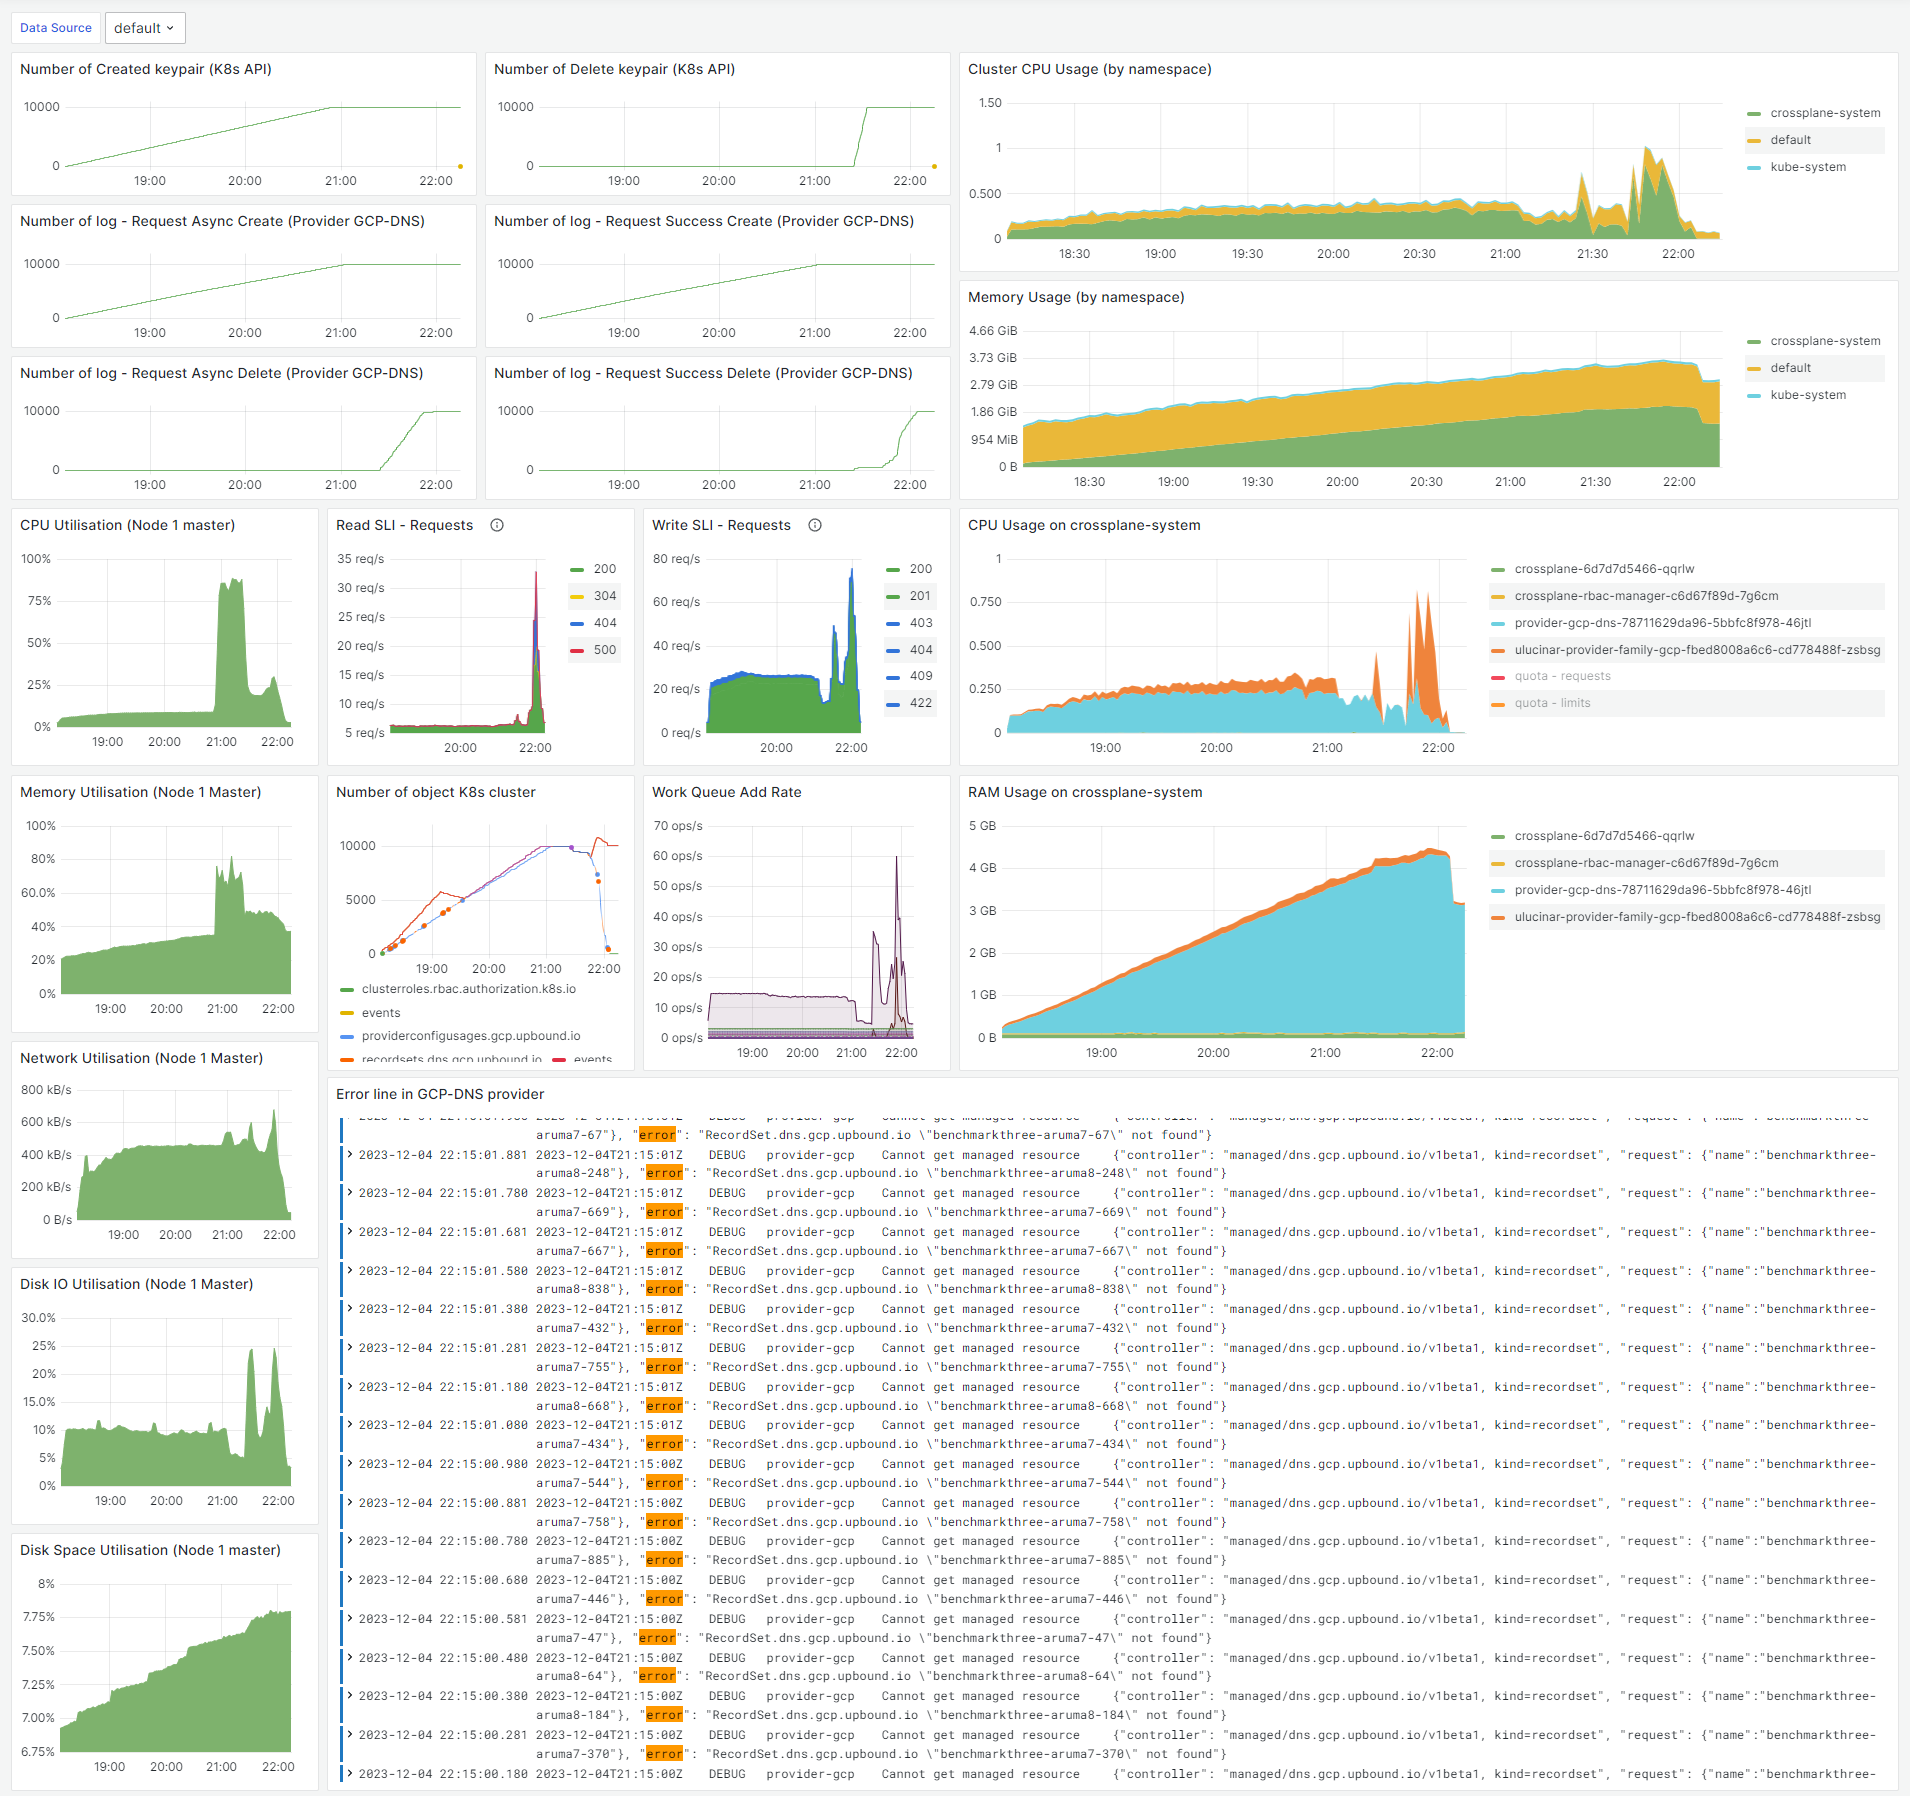 Data Source
default
Number of Created keypair (K8s API)
10000
0
19:00
20:00
21:00
22:00
Number of Delete keypair (K8s API)
10000
0
19:00
20:00
21:00
22:00
Cluster CPU Usage (by namespace)
1.50
1
0.500
0
18:30
19:00
19:30
20:00
20:30
21:00
21:30
22:00
crossplane-system
default
kube-system
Number of log - Request Async Create (Provider GCP-DNS)
10000
0
19:00
20:00
21:00
22:00
Number of log - Request Success Create (Provider GCP-DNS)
10000
0
19:00
20:00
21:00
22:00
Memory Usage (by namespace)
4.66 GiB
3.73 GiB
2.79 GiB
1.86 GiB
954 MiB
0 B
18:30
19:00
19:30
20:00
20:30
21:00
21:30
22:00
crossplane-system
default
kube-system
Number of log - Request Async Delete (Provider GCP-DNS)
10000
0
19:00
20:00
21:00
22:00
Number of log - Request Success Delete (Provider GCP-DNS)
10000
0
19:00
20:00
21:00
22:00
CPU Utilisation (Node 1 master)
100%
75%
50%
25%
0%
19:00
20:00
21:00
22:00
Read SLI - Requests
35 req/s
30 req/s
25 req/s
20 req/s
15 req/s
10 req/s
5 req/s
20:00
22:00
200
304
404
500
Write SLI - Requests
80 req/s
60 req/s
40 req/s
20 req/s
0 req/s
20:00
22:00
200
201
403
404
409
422
CPU Usage on crossplane-system
1
0.750
0.500
0.250
0
19:00
20:00
21:00
22:00
crossplane-6d7d7d5466-qqrlw
crossplane-rbac-manager-c6d67f89d-7g6cm
provider-gcp-dns-78711629da96-5bbfc8f978-46jtl
ulucinar-provider-family-gcp-fbed8008a6c6-cd778488f-zsbsg
quota - requests
quota - limits
Memory Utilisation (Node 1 Master)
100%
80%
60.0%
40%
20%
0%
19:00
20:00
21:00
22:00
Number of object K8s cluster
10000
5000
0
19:00
20:00
21:00
22:00
clusterroles.rbac.authorization.k8s.io
events
providerconfigusages.gcp.upbound.io
recordsets.dns.gcp.upbound.io
events
Work Queue Add Rate
70 ops/s
60 ops/s
50 ops/s
40 ops/s
30 ops/s
20 ops/s
10 ops/s
0 ops/s
19:00
20:00
21:00
22:00
RAM Usage on crossplane-system
5 GB
4 GB
3 GB
2 GB
1 GB
0 B
19:00
20:00
21:00
22:00
crossplane-6d7d7d5466-qqrlw
crossplane-rbac-manager-c6d67f89d-7g6cm
provider-gcp-dns-78711629da96-5bbfc8f978-46jtl
ulucinar-provider-family-gcp-fbed8008a6c6-cd778488f-zsbsg
Network Utilisation (Node 1 Master)
800 kB/s
600 kB/s
400 kB/s
200 kB/s
0 B/s
19:00
20:00
21:00
22:00
Disk IO Utilisation (Node 1 Master)
30.0%
25%
20%
15.0%
10%
5%
0%
19:00
20:00
21:00
22:00
Disk Space Utilisation (Node 1 master)
8%
7.75%
7.50%
7.25%
7.00%
6.75%
19:00
20:00
21:00
22:00
Error line in GCP-DNS provider
aruma7-67"}, "error": "RecordSet.dns.gcp.upbound.io \"benchmarkthree-aruma7-67\" not found"}
2023-12-04 22:15:01.881 2023-12-04T21:15:01Z DEBUG provider-gcp Cannot get managed resource {"controller": "managed/dns.gcp.upbound.io/v1beta1, kind=recordset", "request": {"name":"benchmarkthree-
aruma8-248"}, "error": "RecordSet.dns.gcp.upbound.io \"benchmarkthree-aruma8-248\" not found"}
2023-12-04 22:15:01.780 2023-12-04T21:15:01Z DEBUG provider-gcp Cannot get managed resource {"controller": "managed/dns.gcp.upbound.io/v1beta1, kind=recordset", "request": {"name":"benchmarkthree-
aruma7-669"}, "error": "RecordSet.dns.gcp.upbound.io \"benchmarkthree-aruma7-669\" not found"}
2023-12-04 22:15:01.681 2023-12-04T21:15:01Z DEBUG provider-gcp Cannot get managed resource {"controller": "managed/dns.gcp.upbound.io/v1beta1, kind=recordset", "request": {"name":"benchmarkthree-
aruma7-667"}, "error": "RecordSet.dns.gcp.upbound.io \"benchmarkthree-aruma7-667\" not found"}
2023-12-04 22:15:01.580 2023-12-04T21:15:01Z DEBUG provider-gcp Cannot get managed resource {"controller": "managed/dns.gcp.upbound.io/v1beta1, kind=recordset", "request": {"name":"benchmarkthree-
aruma8-838"}, "error": "RecordSet.dns.gcp.upbound.io \"benchmarkthree-aruma8-838\" not found"}
2023-12-04 22:15:01.380 2023-12-04T21:15:01Z DEBUG provider-gcp Cannot get managed resource {"controller": "managed/dns.gcp.upbound.io/v1beta1, kind=recordset", "request": {"name":"benchmarkthree-
aruma7-432"}, "error": "RecordSet.dns.gcp.upbound.io \"benchmarkthree-aruma7-432\" not found"}
2023-12-04 22:15:01.281 2023-12-04T21:15:01Z DEBUG provider-gcp Cannot get managed resource {"controller": "managed/dns.gcp.upbound.io/v1beta1, kind=recordset", "request": {"name":"benchmarkthree-
aruma7-755"}, "error": "RecordSet.dns.gcp.upbound.io \"benchmarkthree-aruma7-755\" not found"}
2023-12-04 22:15:01.180 2023-12-04T21:15:01Z DEBUG provider-gcp Cannot get managed resource {"controller": "managed/dns.gcp.upbound.io/v1beta1, kind=recordset", "request": {"name":"benchmarkthree-
aruma8-668"}, "error": "RecordSet.dns.gcp.upbound.io \"benchmarkthree-aruma8-668\" not found"}
2023-12-04 22:15:01.080 2023-12-04T21:15:01Z DEBUG provider-gcp Cannot get managed resource {"controller": "managed/dns.gcp.upbound.io/v1beta1, kind=recordset", "request": {"name":"benchmarkthree-
aruma7-434"}, "error": "RecordSet.dns.gcp.upbound.io \"benchmarkthree-aruma7-434\" not found"}
2023-12-04 22:15:00.980 2023-12-04T21:15:00Z DEBUG provider-gcp Cannot get managed resource {"controller": "managed/dns.gcp.upbound.io/v1beta1, kind=recordset", "request": {"name":"benchmarkthree-
aruma7-544"}, "error": "RecordSet.dns.gcp.upbound.io \"benchmarkthree-aruma7-544\" not found"}
2023-12-04 22:15:00.881 2023-12-04T21:15:00Z DEBUG provider-gcp Cannot get managed resource {"controller": "managed/dns.gcp.upbound.io/v1beta1, kind=recordset", "request": {"name":"benchmarkthree-
aruma7-758"}, "error": "RecordSet.dns.gcp.upbound.io \"benchmarkthree-aruma7-758\" not found"}
2023-12-04 22:15:00.780 2023-12-04T21:15:00Z DEBUG provider-gcp Cannot get managed resource {"controller": "managed/dns.gcp.upbound.io/v1beta1, kind=recordset", "request": {"name":"benchmarkthree-
aruma7-885"}, "error": "RecordSet.dns.gcp.upbound.io \"benchmarkthree-aruma7-885\" not found"}
2023-12-04 22:15:00.680 2023-12-04T21:15:00Z DEBUG provider-gcp Cannot get managed resource {"controller": "managed/dns.gcp.upbound.io/v1beta1, kind=recordset", "request": {"name":"benchmarkthree-
aruma7-446"}, "error": "RecordSet.dns.gcp.upbound.io \"benchmarkthree-aruma7-446\" not found"}
2023-12-04 22:15:00.581 2023-12-04T21:15:00Z DEBUG provider-gcp Cannot get managed resource {"controller": "managed/dns.gcp.upbound.io/v1beta1, kind=recordset", "request": {"name":"benchmarkthree-
aruma7-47"}, "error": "RecordSet.dns.gcp.upbound.io \"benchmarkthree-aruma7-47\" not found"}
2023-12-04 22:15:00.480 2023-12-04T21:15:00Z DEBUG provider-gcp Cannot get managed resource {"controller": "managed/dns.gcp.upbound.io/v1beta1, kind=recordset", "request": {"name":"benchmarkthree-
aruma8-64"}, "error": "RecordSet.dns.gcp.upbound.io \"benchmarkthree-aruma8-64\" not found"}
2023-12-04 22:15:00.380 2023-12-04T21:15:00Z DEBUG provider-gcp Cannot get managed resource {"controller": "managed/dns.gcp.upbound.io/v1beta1, kind=recordset", "request": {"name":"benchmarkthree-
aruma8-184"}, "error": "RecordSet.dns.gcp.upbound.io \"benchmarkthree-aruma8-184\" not found"}
2023-12-04 22:15:00.281 2023-12-04T21:15:00Z DEBUG provider-gcp Cannot get managed resource {"controller": "managed/dns.gcp.upbound.io/v1beta1, kind=recordset", "request": {"name":"benchmarkthree-
aruma7-370"}, "error": "RecordSet.dns.gcp.upbound.io \"benchmarkthree-aruma7-370\" not found"}
2023-12-04 22:15:00.180 2023-12-04T21:15:00Z DEBUG provider-gcp Cannot get managed resource {"controller": "managed/dns.gcp.upbound.io/v1beta1, kind=recordset", "request": {"name":"benchmarkthree-